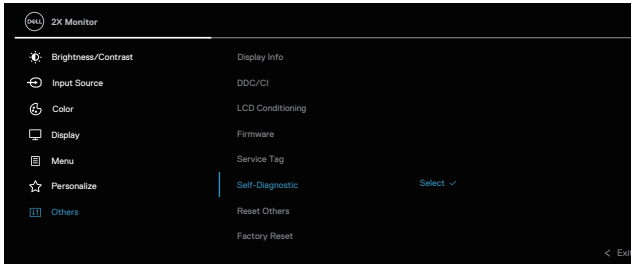 DELL 2X Monitor
Brightness/Contrast Display Info
Input Source DDC/CI
Color LCD Conditioning
Display Firmware
Menu Service Tag
Personalize Self-Diagnostic Select ✓
Others Reset Others
Factory Reset
< Exit